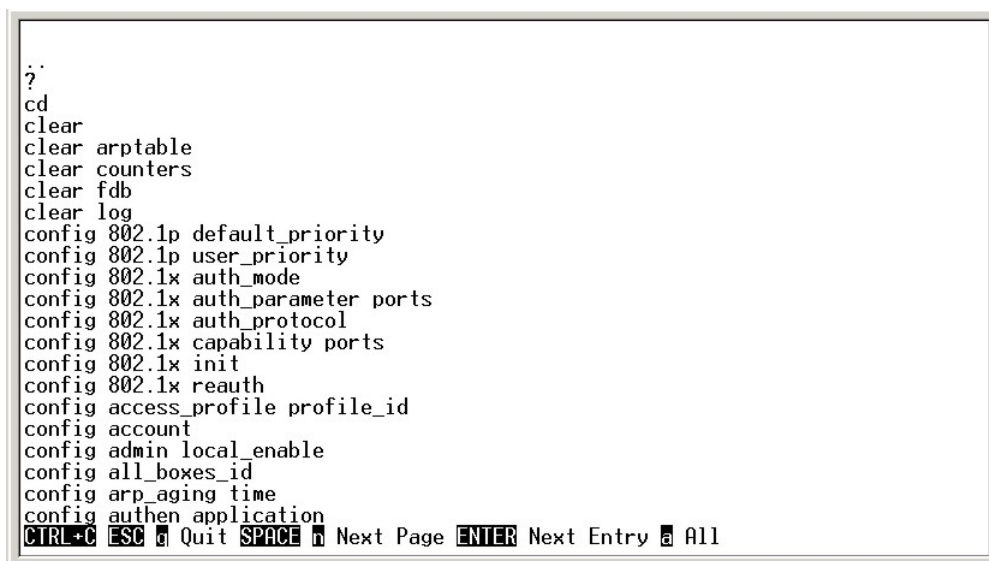 ..
?
cd
clear
clear arptable
clear counters
clear fdb
clear log
config 802.1p default_priority
config 802.1p user_priority
config 802.1x auth_mode
config 802.1x auth_parameter ports
config 802.1x auth_protocol
config 802.1x capability ports
config 802.1x init
config 802.1x reauth
config access_profile profile_id
config account
config admin local_enable
config all_boxes_id
config arp_aging time
config authen application
CTRL+C ESC q Quit SPACE n Next Page ENTER Next Entry a All